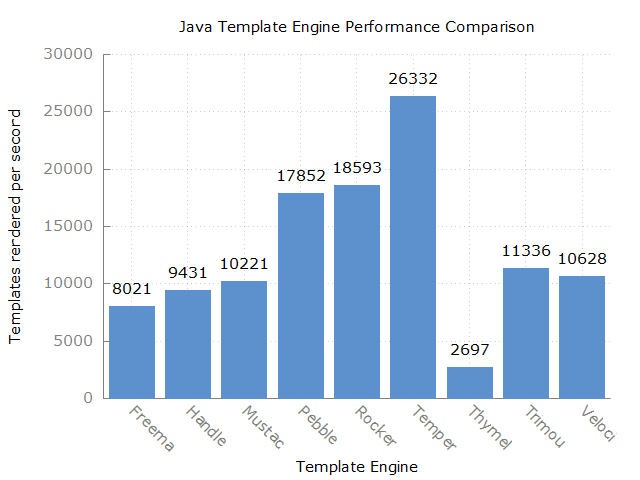 Java Template Engine Performance Comparison
30000
25000
20000
15000
10000
5000
0
Templates rendered per second
8021
9431
10221
17852
18593
26332
2697
11336
10628
Freema
Handle
Mustac
Pebble
Rocker
Temper
Thymel
Trimou
Veloci
Template Engine